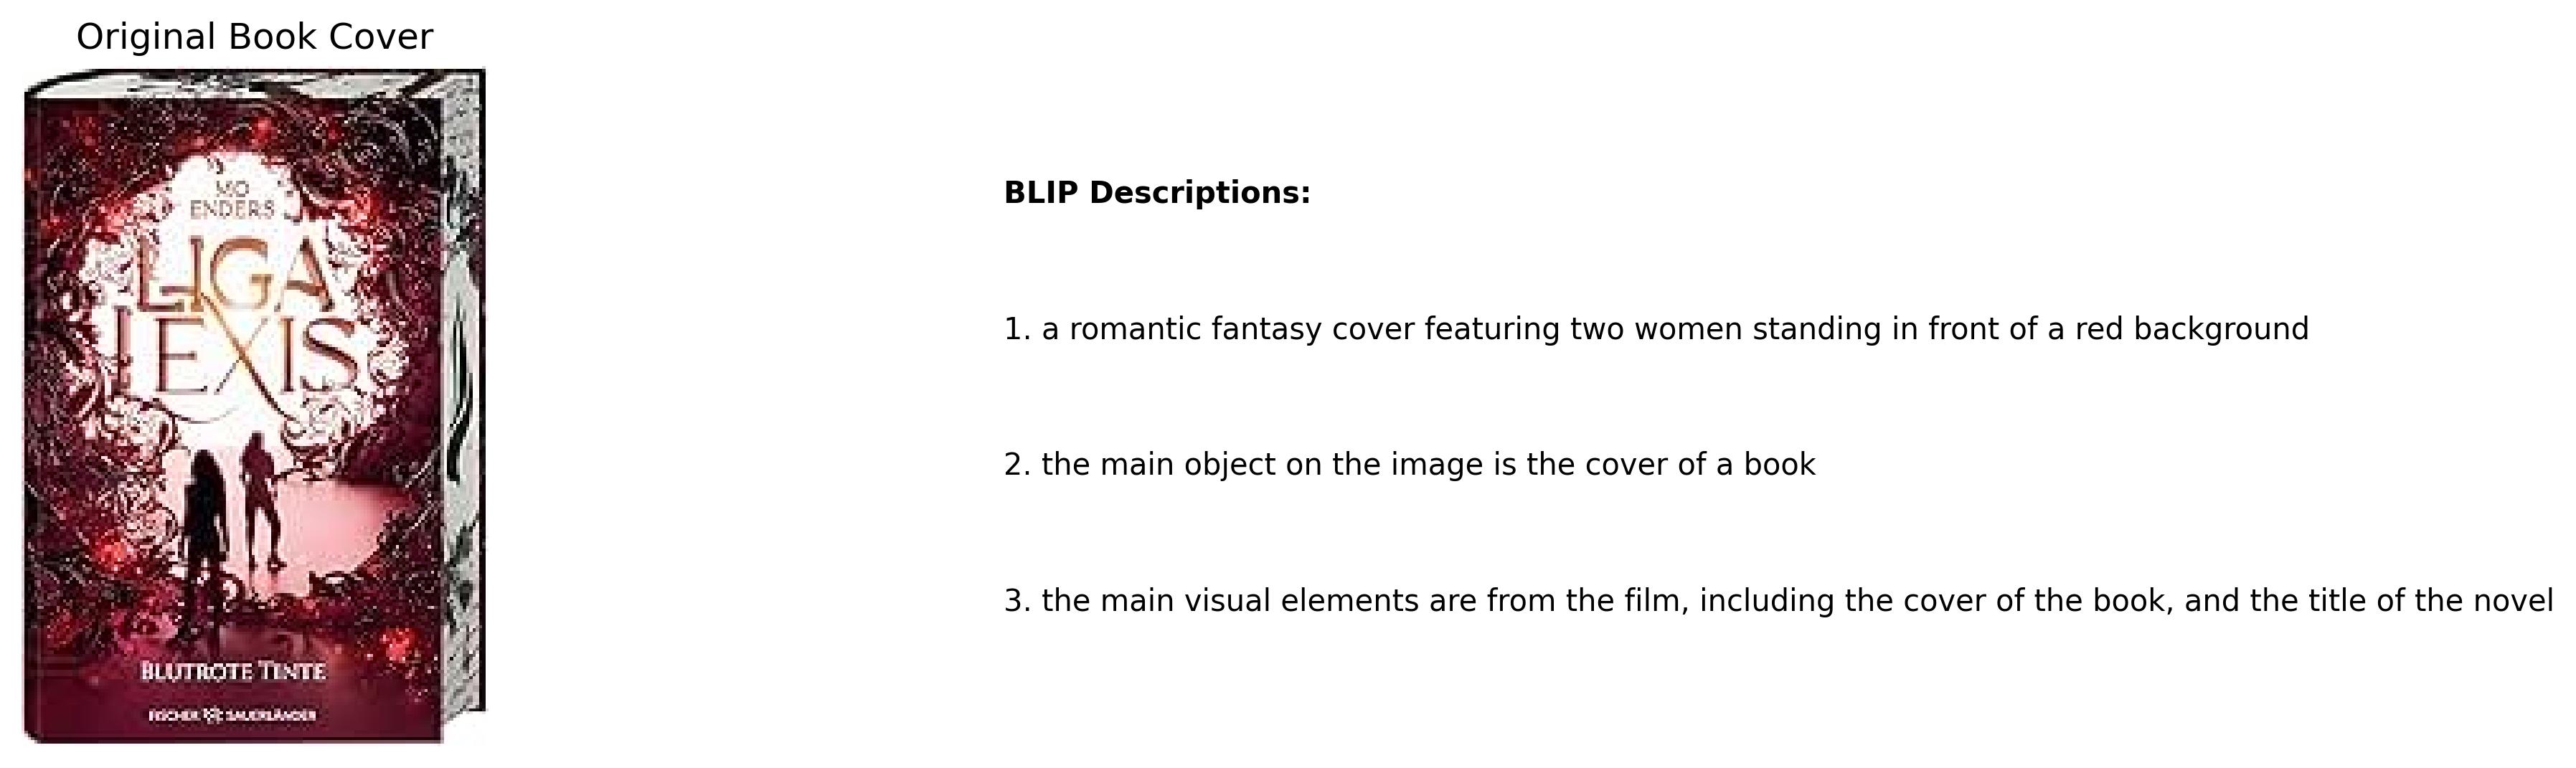 Original Book Cover
MO
ENDERS
LIGA
LEXIS
BLUTROTE TINTE
FISCHER SAUERLÄNDER
BLIP Descriptions:
1. a romantic fantasy cover featuring two women standing in front of a red background
2. the main object on the image is the cover of a book
3. the main visual elements are from the film, including the cover of the book, and the title of the novel